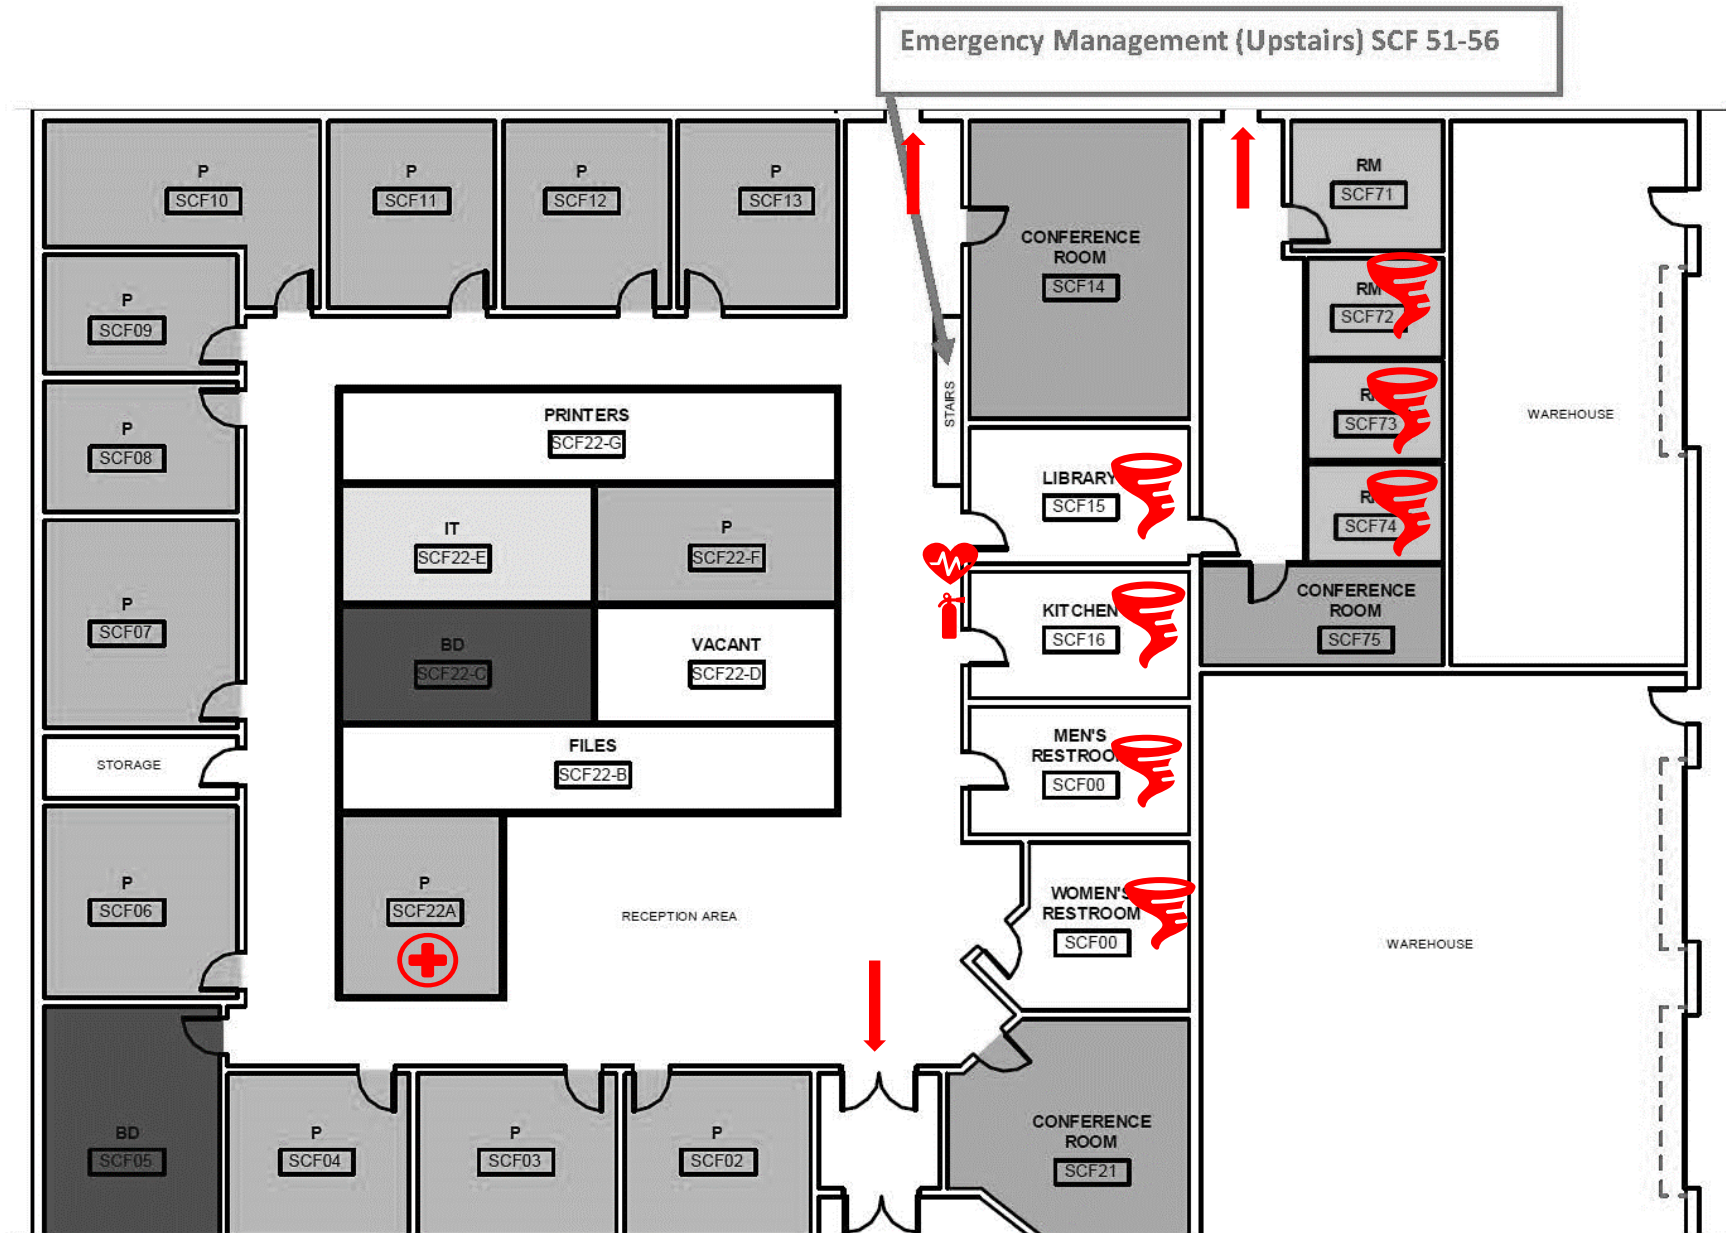 Emergency Management (Upstairs) SCF 51-56
P
SCF10
P
SCF11
P
SCF12
P
SCF13
CONFERENCE
ROOM
SCF14
RM
SCF71
P
SCF09
RM
SCF72
P
SCF08
STAIRS
PRINTERS
SCF22-G
SCF73
WAREHOUSE
LIBRARY
SCF15
SCF74
IT
SCF22-E
P
SCF22-F
P
SCF07
KITCHEN
SCF16
CONFERENCE
ROOM
SCF75
BD
SCF22-C
VACANT
SCF22-D
STORAGE
FILES
SCF22-B
MEN'S
SCF00
P
SCF06
P
SCF22A
RECEPTION AREA
WOMEN'S
RESTROOM
SCF00
WAREHOUSE
BD
SCF05
P
SCF04
P
SCF03
P
SCF02
CONFERENCE
ROOM
SCF21